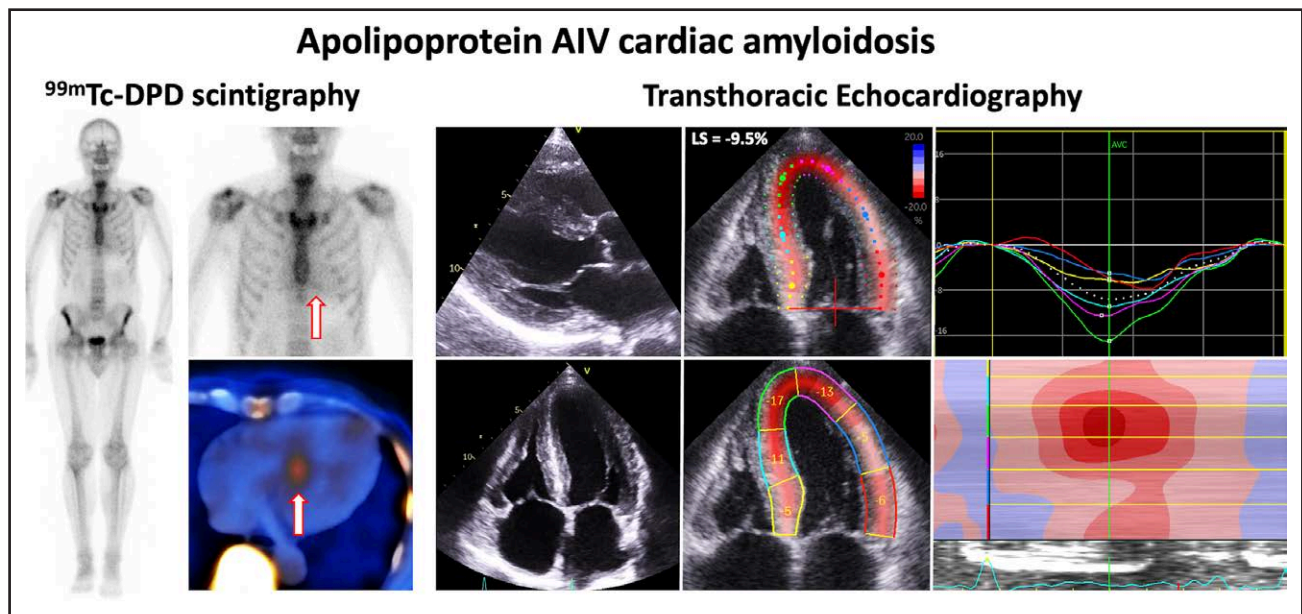 Apolipoprotein AIV cardiac amyloidosis
⁹⁹ᵐTc-DPD scintigraphy
Transthoracic Echocardiography
V
5
10
LS = -9.5%
20.0
-20.0
%
AVC
16
8
0
-8
-16
V
5
10
-17
-13
-11
-5
-5
-6